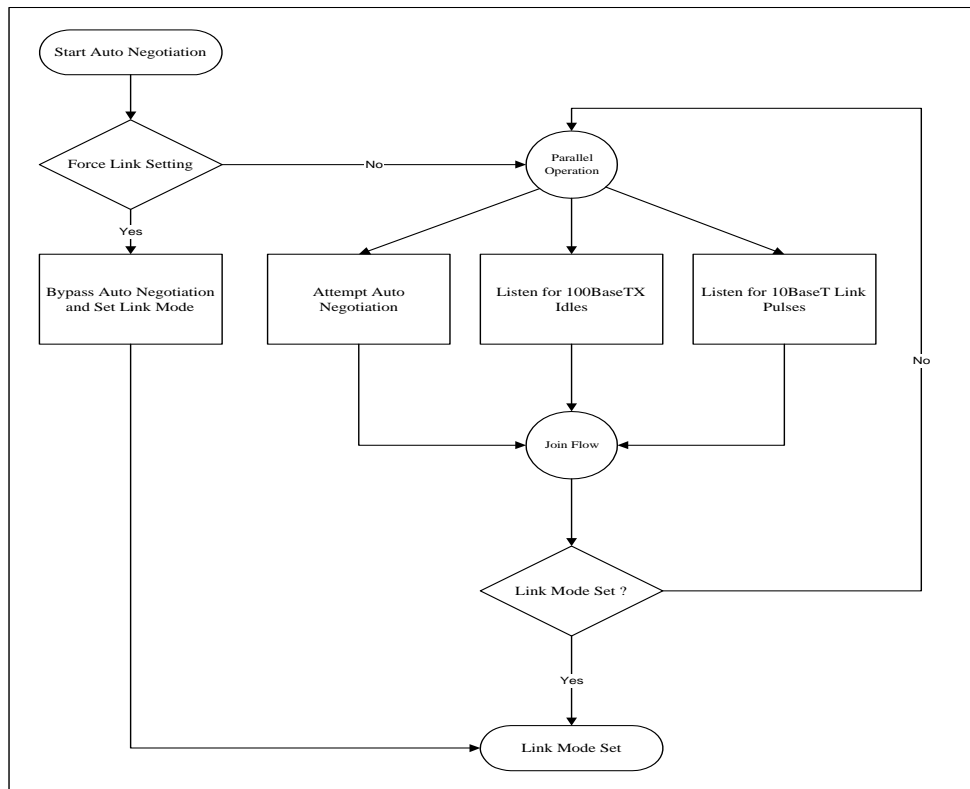 Start Auto Negotiation
Force Link Setting
No
Parallel
Operation
Yes
Bypass Auto Negotiation
and Set Link Mode
Attempt Auto
Negotiation
Listen for 100BaseTX
Idles
Listen for 10BaseT Link
Pulses
No
Join Flow
Link Mode Set ?
Yes
Link Mode Set